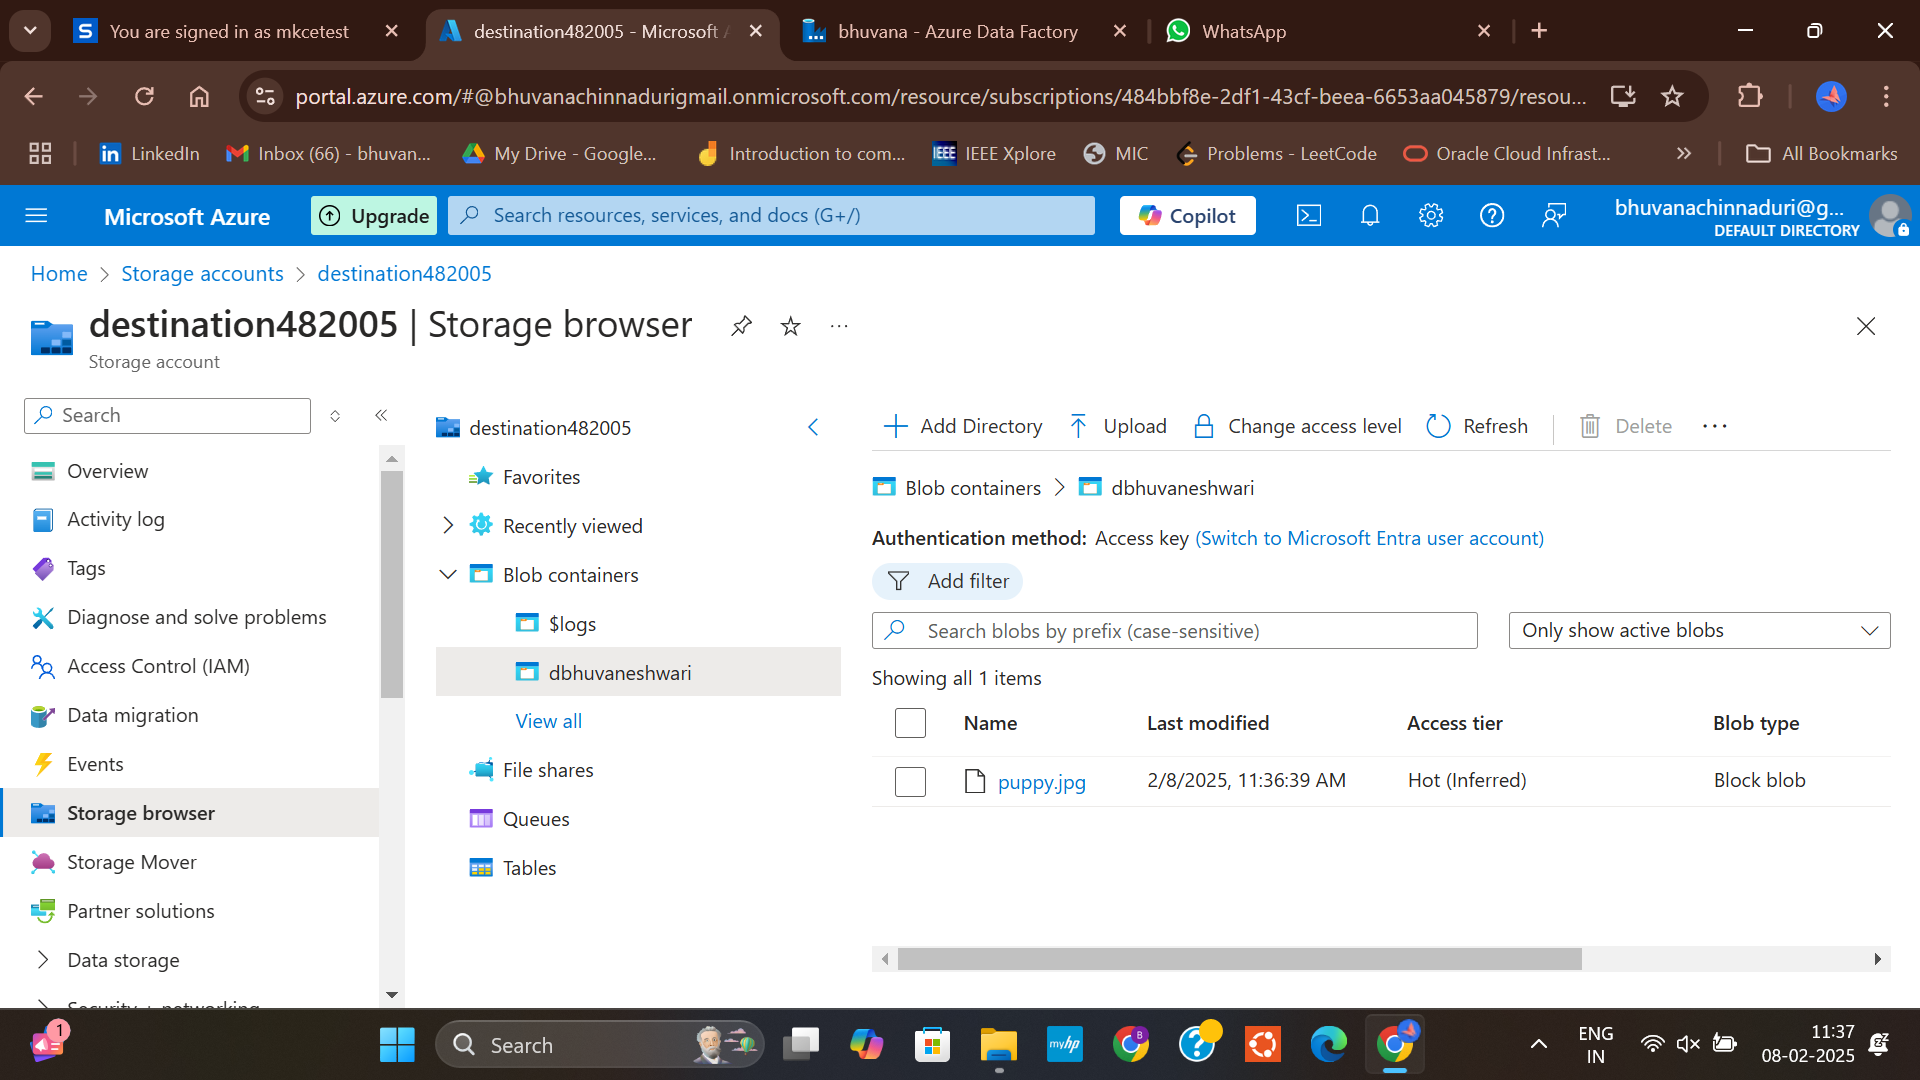 You are signed in as mkcetest
destination482005 - Microsoft A
bhuvana - Azure Data Factory
WhatsApp
portal.azure.com/#@bhuvanachinnadurigmail.onmicrosoft.com/resource/subscriptions/484bbf8e-2df1-43cf-beea-6653aa045879/resou...
LinkedIn
Inbox (66) - bhuvan...
My Drive - Google...
Introduction to com...
IEEE
IEEE Xplore
MIC
Problems - LeetCode
Oracle Cloud Infrast...
All Bookmarks
Microsoft Azure
Upgrade
Search resources, services, and docs (G+/)
Copilot
bhuvanachinnaduri@g...
DEFAULT DIRECTORY
Home > Storage accounts > destination482005
destination482005 | Storage browser
Storage account
Search
Overview
Activity log
Tags
Diagnose and solve problems
Access Control (IAM)
Data migration
Events
Storage browser
Storage Mover
Partner solutions
Data storage
Security + networking
destination482005
Favorites
Recently viewed
Blob containers
$logs
dbhuvaneshwari
View all
File shares
Queues
Tables
Add Directory
Upload
Change access level
Refresh
Delete
Blob containers > dbhuvaneshwari
Authentication method: Access key (Switch to Microsoft Entra user account)
Add filter
Search blobs by prefix (case-sensitive)
Only show active blobs
Showing all 1 items
Name Last modified Access tier Blob type
puppy.jpg 2/8/2025, 11:36:39 AM Hot (Inferred) Block blob
1
Search
myhp
B
ENG
IN
11:37
08-02-2025